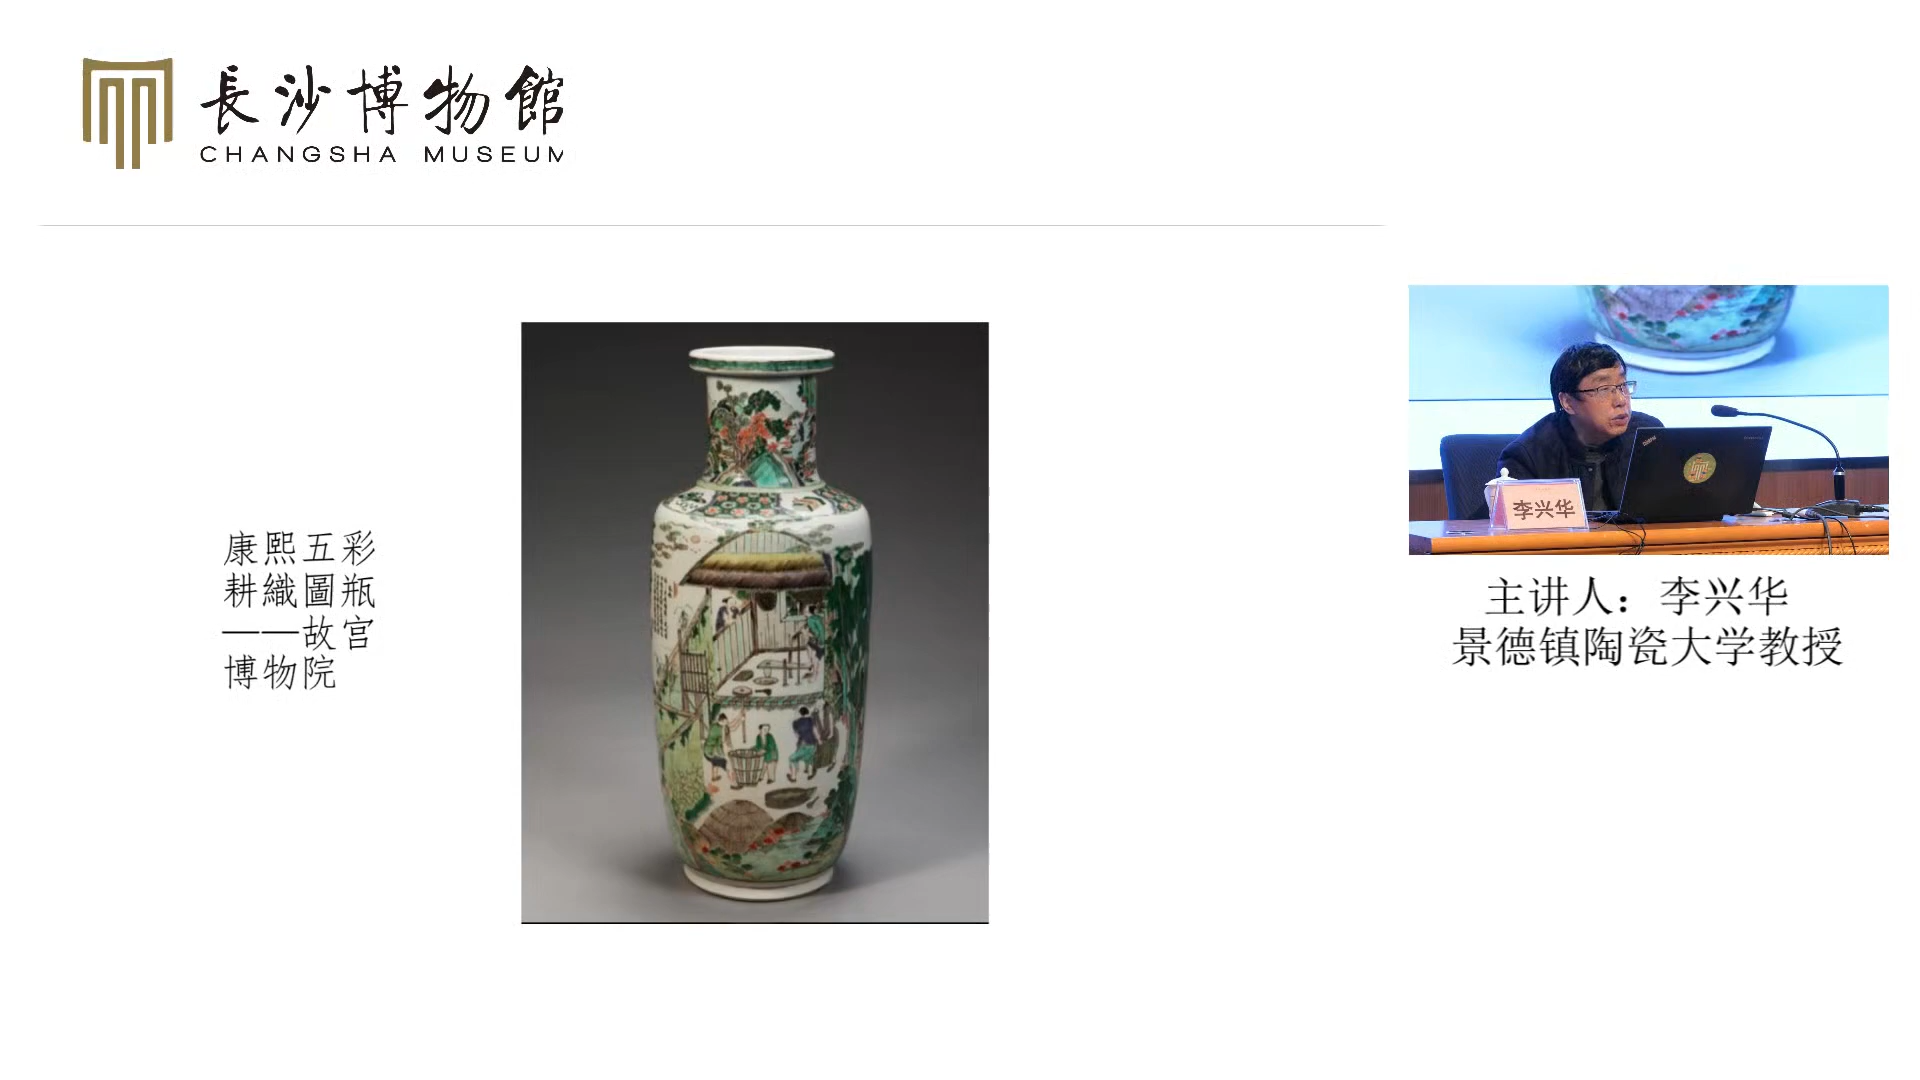 長沙博物館
CHANGSHA MUSEUM
康熙五彩
耕織圖瓶
——故宫
博物院
李兴华
主讲人：李兴华
景德镇陶瓷大学教授